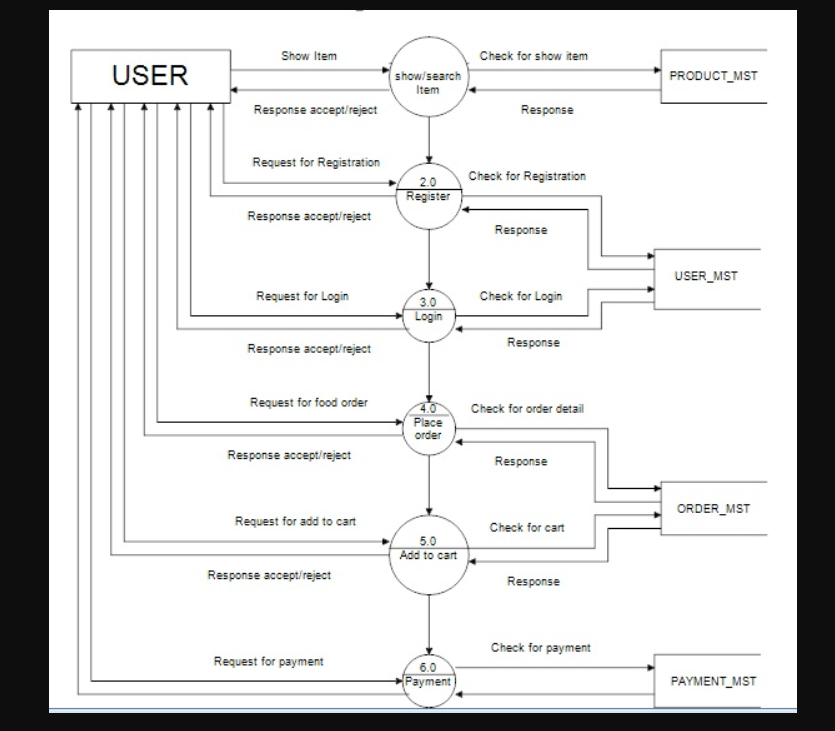 Show Item
Check for show item
USER
show/search
Item
PRODUCT_MST
Response accept/reject
Response
Request for Registration
Check for Registration
2.0
Register
Response accept/reject
Response
USER_MST
Request for Login
Check for Login
3.0
Login
Response accept/reject
Response
Request for food order
Check for order detail
4.0
Place
order
Response accept/reject
Response
ORDER_MST
Request for add to cart
Check for cart
5.0
Add to cart
Response accept/reject
Response
Request for payment
Check for payment
6.0
Payment
PAYMENT_MST